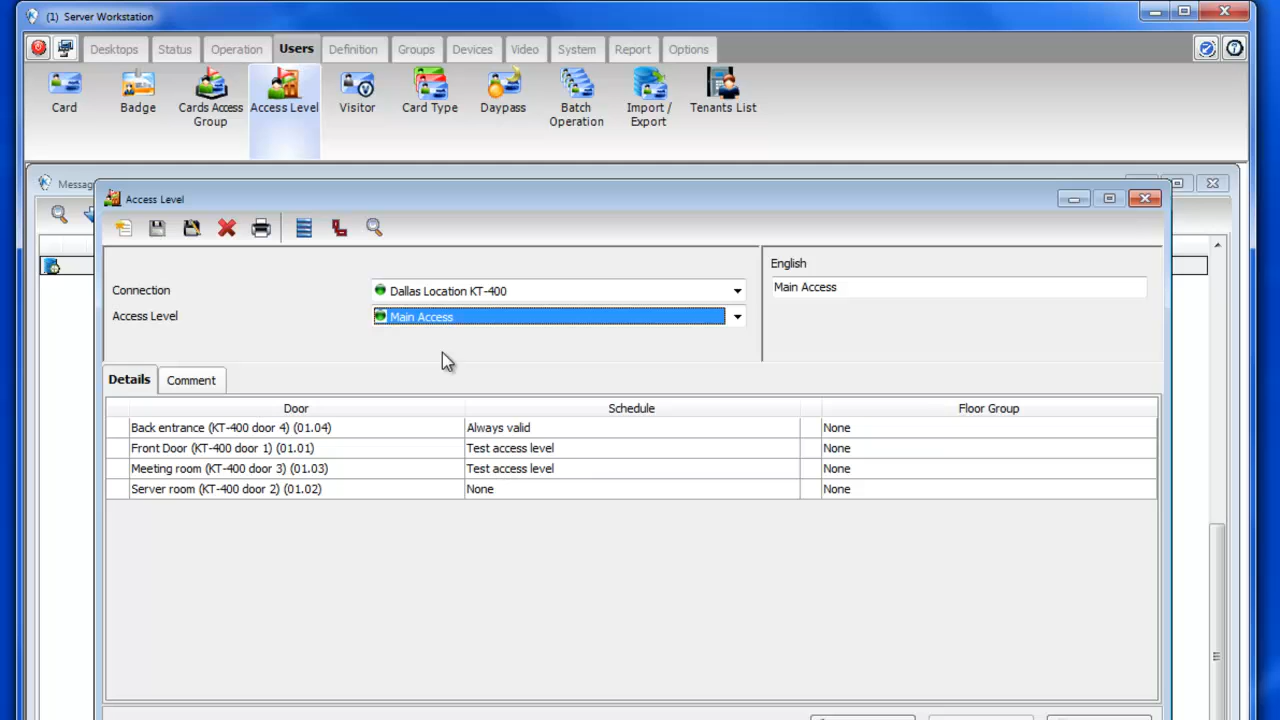 (1) Server Workstation
Desktops Status Operation Users Definition Groups Devices Video System Report Options
Card Badge Cards Access Group Access Level Visitor Card Type Daypass Batch Operation Import / Export Tenants List
Messag
Access Level
Connection Dallas Location KT-400
Access Level Main Access
English
Main Access
Details Comment
Door Schedule Floor Group
Back entrance (KT-400 door 4) (01.04) Always valid None
Front Door (KT-400 door 1) (01.01) Test access level None
Meeting room (KT-400 door 3) (01.03) Test access level None
Server room (KT-400 door 2) (01.02) None None